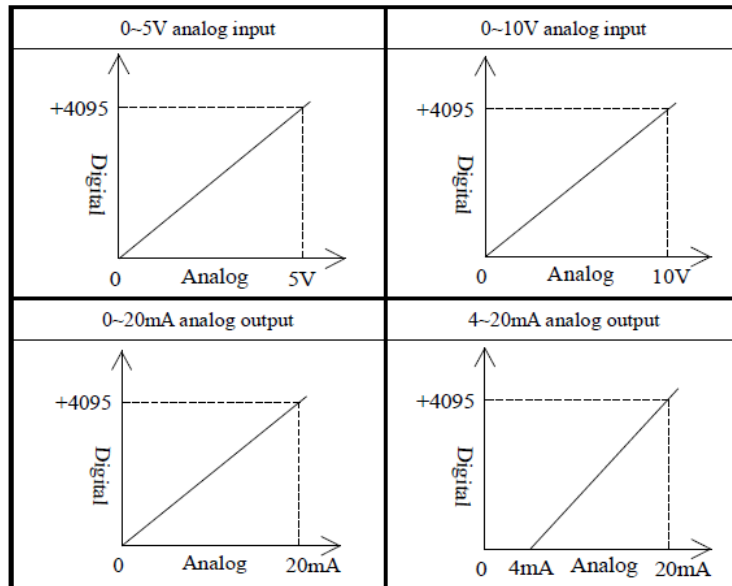 0~5V analog input
+4095
Digital
0
Analog
5V
0~10V analog input
+4095
Digital
0
Analog
10V
0~20mA analog output
+4095
Digital
0
Analog
20mA
4~20mA analog output
+4095
Digital
0
4mA
Analog
20mA